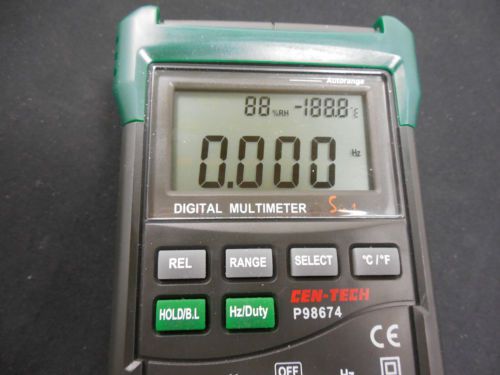 Autorange
88 %RH -188.8 °C
0.000 Hz
DIGITAL MULTIMETER
REL RANGE SELECT °C/°F
HOLD/B.L Hz/Duty CEN-TECH
P98674
CE
OFF Hz